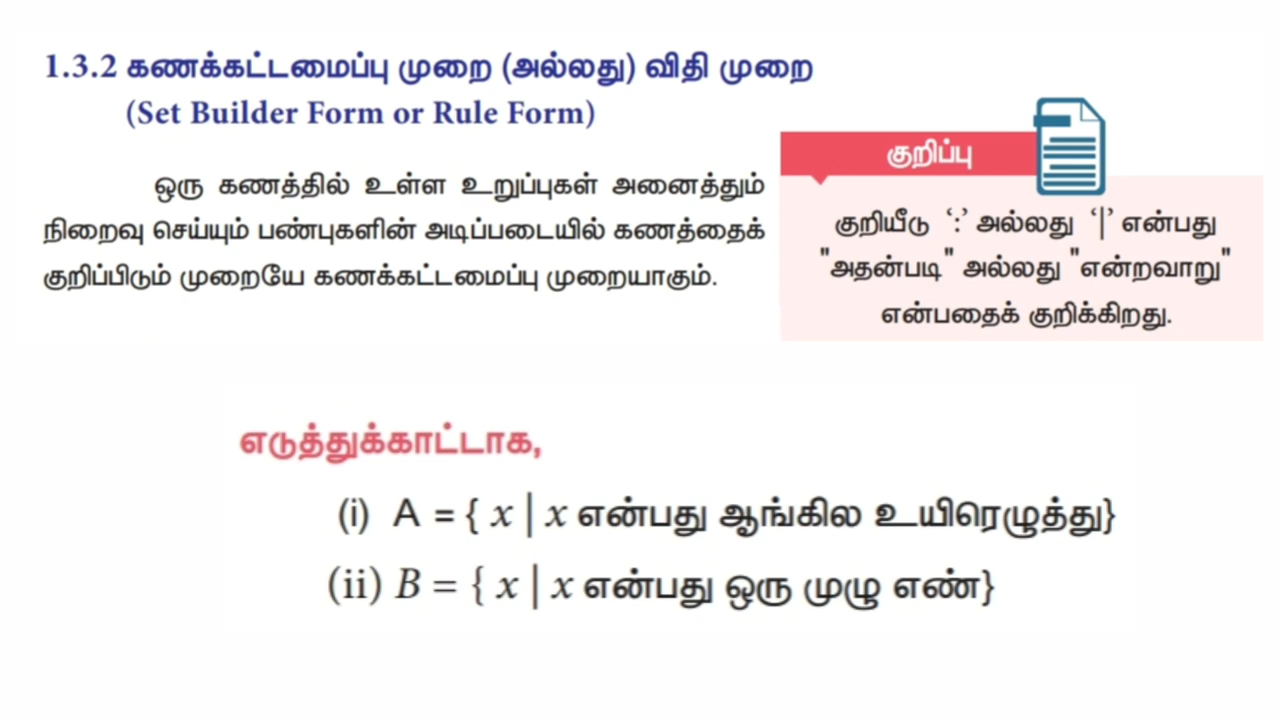 1.3.2 கணக்கட்டமைப்பு முறை (அல்லது) விதி முறை
(Set Builder Form or Rule Form)
ஒரு கணத்தில் உள்ள உறுப்புகள் அனைத்தும்
நிறைவு செய்யும் பண்புகளின் அடிப்படையில் கணத்தைக்
குறிப்பிடும் முறையே கணக்கட்டமைப்பு முறையாகும்.
குறிப்பு
குறியீடு ‘:’ அல்லது ‘|’ என்பது
"அதன்படி" அல்லது "என்றவாறு"
என்பதைக் குறிக்கிறது.
எடுத்துக்காட்டாக,
(i) A = { x | x என்பது ஆங்கில உயிரெழுத்து}
(ii) B = { x | x என்பது ஒரு முழு எண்}